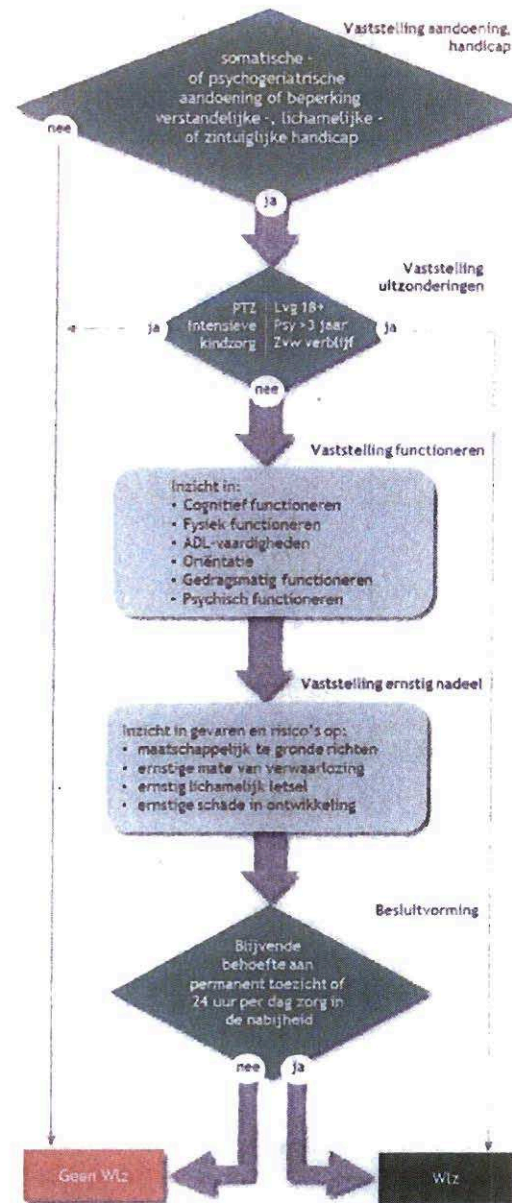 Vaststelling aandoening,
handicap
somatische -
of psychogeriatrische
aandoening of beperking
verstandelijke -, lichamelijke -
of zintuiglijke handicap
nee
ja
Vaststelling
uitzonderingen
ja
PTZ
Intensieve
kindzorg
Lvg 18+
Psy >3 jaar
Zvw verblijf
ja
nee
Vaststelling functioneren
Inzicht in:
• Cognitief functioneren
• Fysiek functioneren
• ADL-vaardigheden
• Oriëntatie
• Gedragsmatig functioneren
• Psychisch functioneren
Vaststelling ernstig nadeel
Inzicht in gevaren en risico's op:
• maatschappelijk te gronde richten
• ernstige mate van verwaarlozing
• ernstig lichamelijk letsel
• ernstige schade in ontwikkeling
Besluitvorming
Blijvende
behoefte aan
permanent toezicht of
24 uur per dag zorg in
de nabijheid
nee
ja
Geen Wlz
Wlz